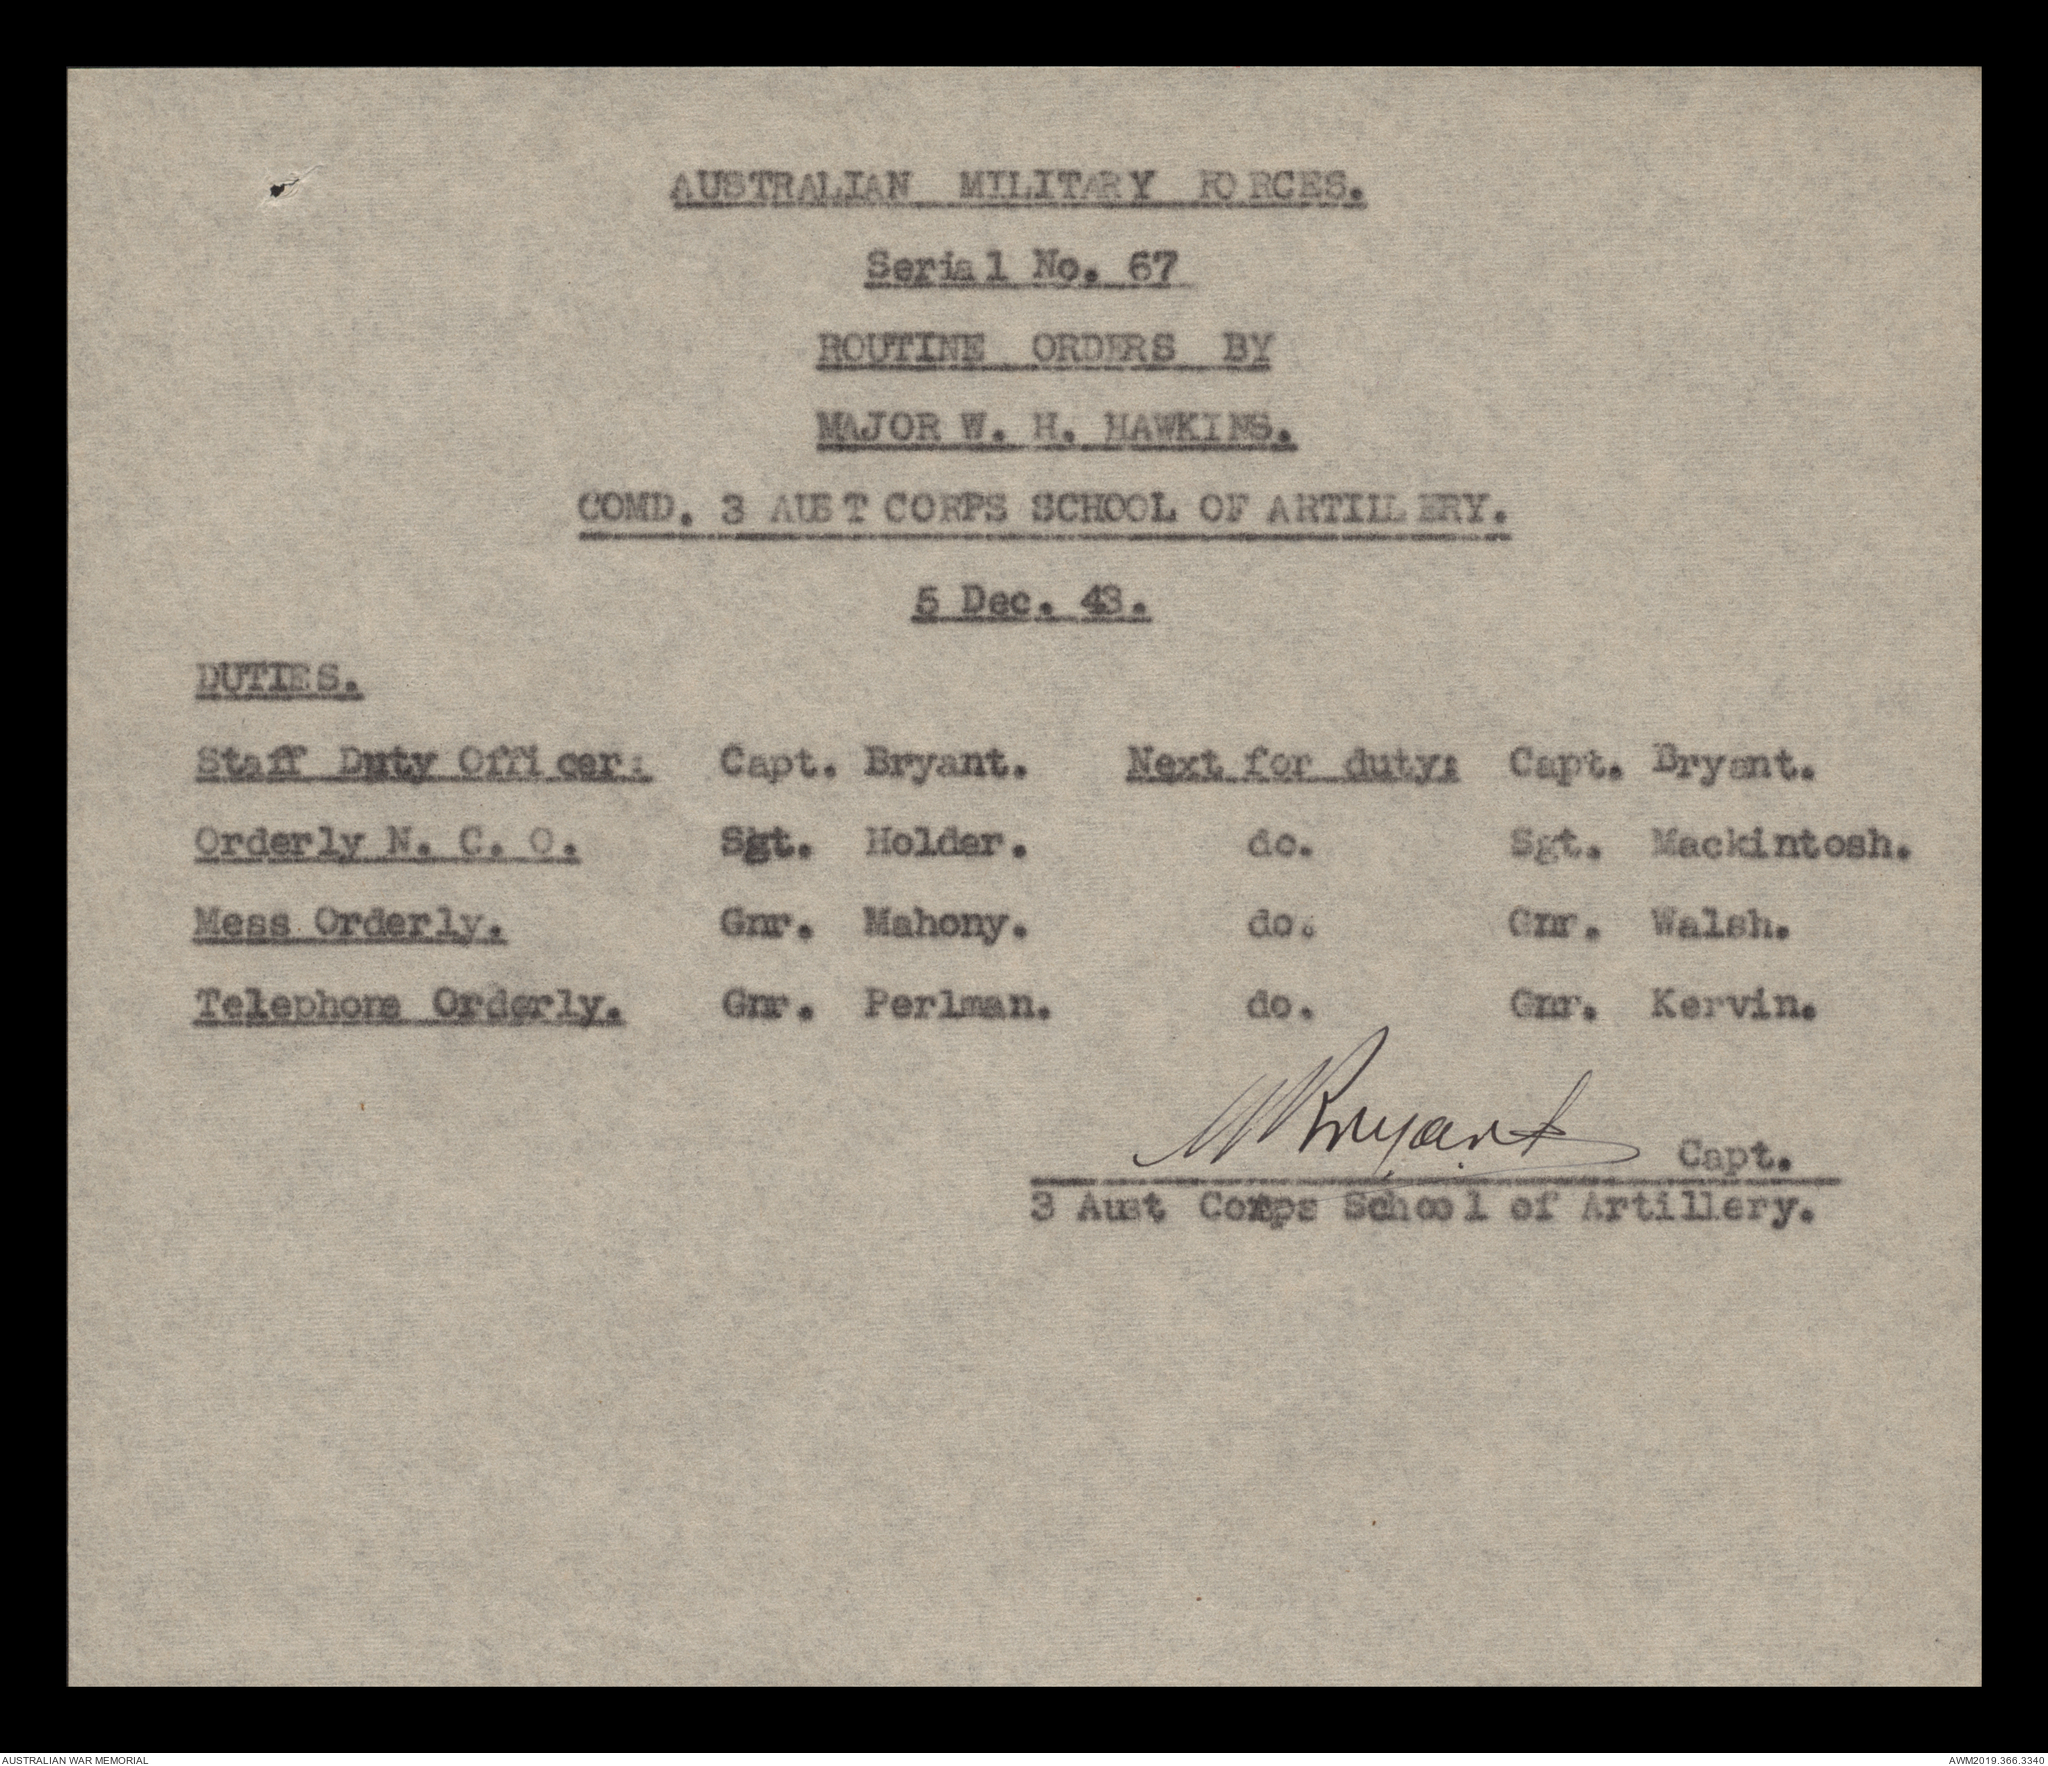 AUSTRALIAN MILITARY FORCES.
Serial No. 67
ROUTINE ORDERS BY
MAJOR W. H. HAWKINS.
COMD. 3 AUST CORPS SCHOOL OF ARTILLERY.
5 Dec. 43.
DUTIES.
Staff Duty Officer: Capt. Bryant. Next for duty: Capt. Bryant.
Orderly N. C. O. Sgt. Holder. do. Sgt. Mackintosh.
Mess Orderly. Gnr. Mahony. do. Gnr. Walsh.
Telephone Orderly. Gnr. Perlman. do. Gnr. Kervin.
Bryant Capt.
3 Aust Corps School of Artillery.
AUSTRALIAN WAR MEMORIAL AWM2019.366.3340